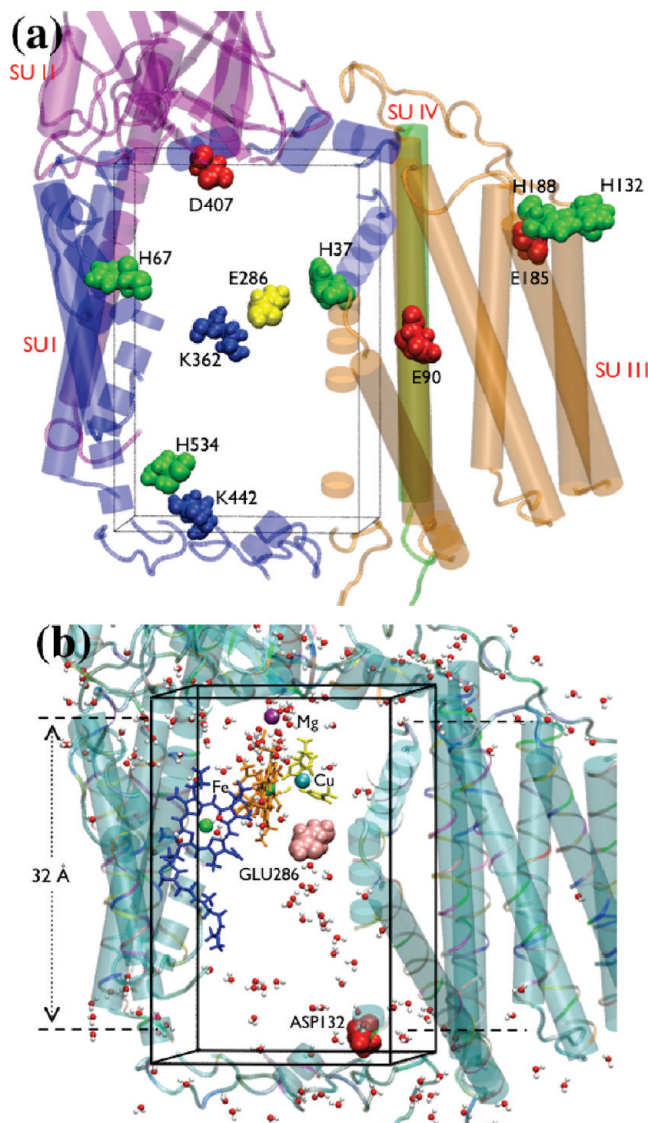 (a)
SU II
SU IV
D407
H188
H132
H67
H37
E286
E185
SU I
K362
E90
SU III
H534
K442
(b)
Mg
Fe
Cu
GLU286
32 Å
ASP132